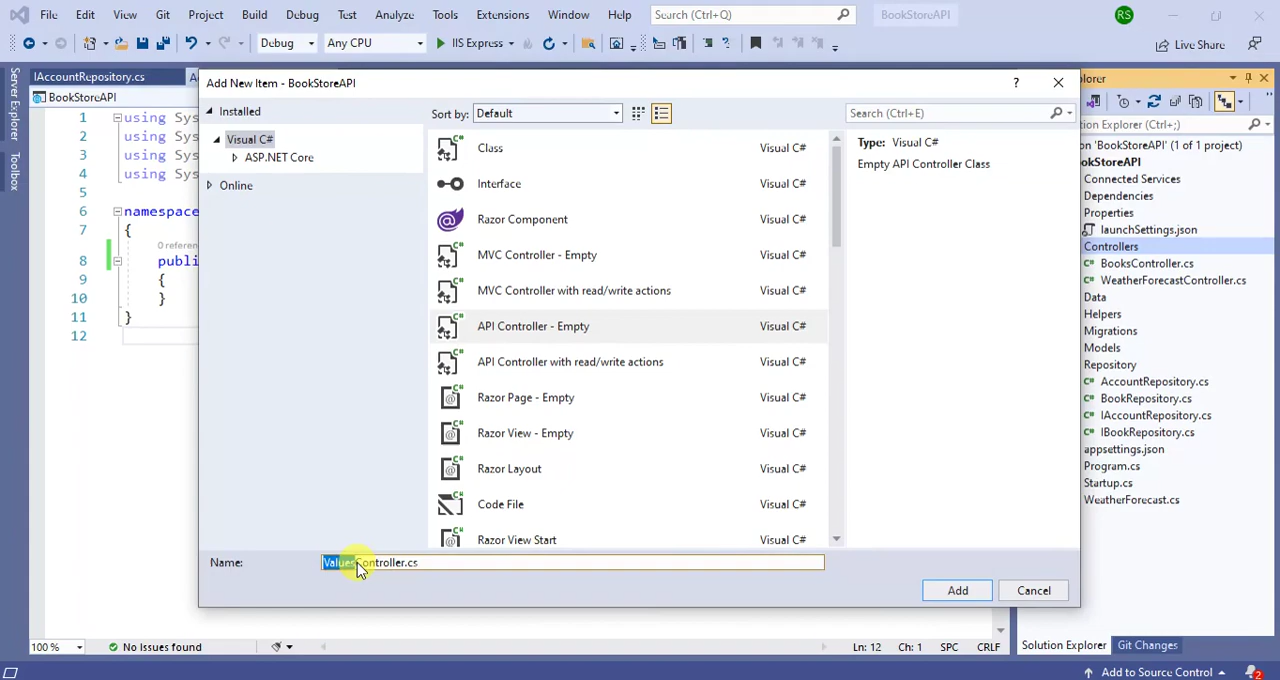 File Edit View Git Project Build Debug Test Analyze Tools Extensions Window Help Search (Ctrl+Q) BookStoreAPI RS
Debug Any CPU IIS Express Live Share
Server Explorer
Toolbox
IAccountRepository.cs
BookStoreAPI
1 using Sys
2 using Sys
3 using Sys
4 using Sys
5
6 namespace
7 {
0 referen
8 publi
9 {
10 }
11 }
12
Add New Item - BookStoreAPI
Installed
Visual C#
ASP.NET Core
Online
Sort by: Default
Search (Ctrl+E)
Class Visual C#
Interface Visual C#
Razor Component Visual C#
MVC Controller - Empty Visual C#
MVC Controller with read/write actions Visual C#
API Controller - Empty Visual C#
API Controller with read/write actions Visual C#
Razor Page - Empty Visual C#
Razor View - Empty Visual C#
Razor Layout Visual C#
Code File Visual C#
Razor View Start Visual C#
Type: Visual C#
Empty API Controller Class
Name: ValuesController.cs
Add Cancel
plorer
plorer (Ctrl+;)
on 'BookStoreAPI' (1 of 1 project)
okStoreAPI
Connected Services
Dependencies
Properties
launchSettings.json
Controllers
BooksController.cs
WeatherForecastController.cs
Data
Helpers
Migrations
Models
Repository
AccountRepository.cs
BookRepository.cs
IAccountRepository.cs
IBookRepository.cs
appsettings.json
Program.cs
Startup.cs
WeatherForecast.cs
100 % No issues found Ln: 12 Ch: 1 SPC CRLF
Solution Explorer Git Changes
Add to Source Control 2